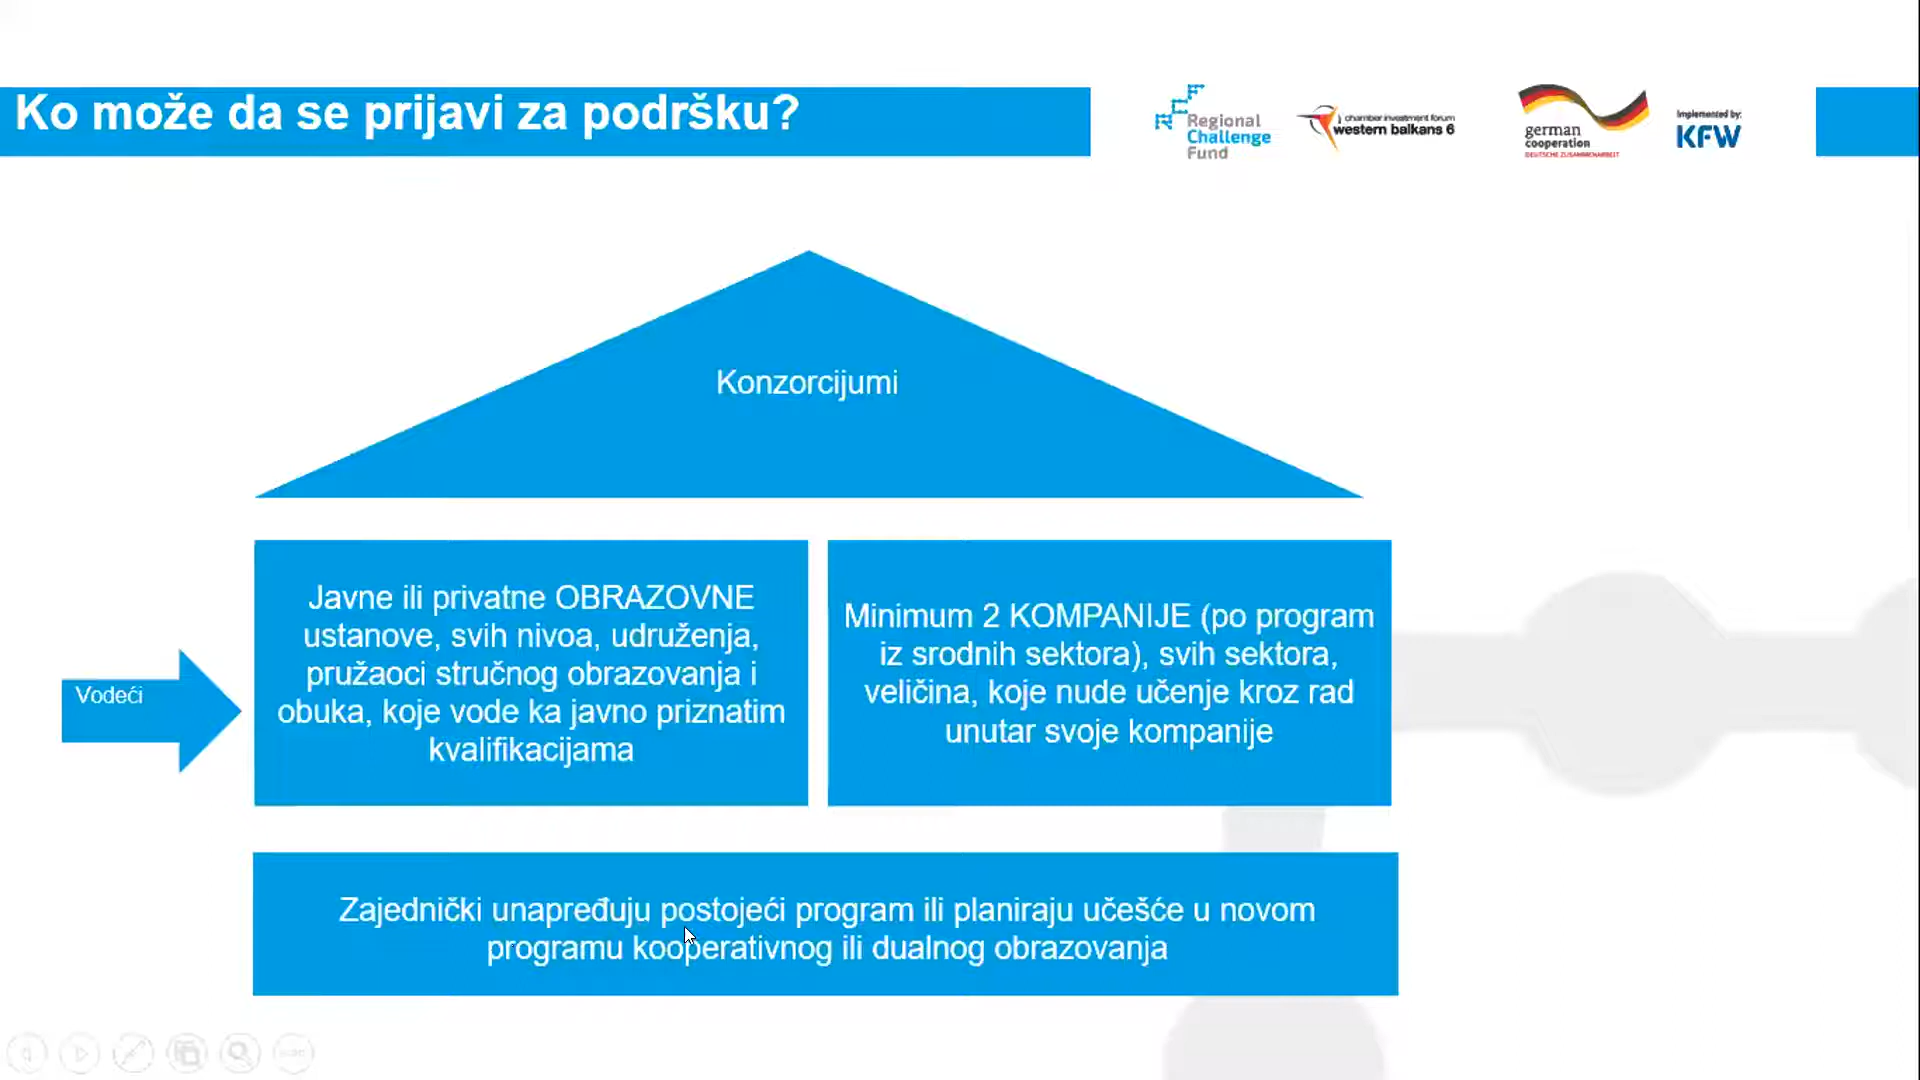 Ko može da se prijavi za podršku?
Regional
Challenge
Fund
chamber investment forum
western balkans 6
german
cooperation
DEUTSCHE ZUSAMMENARBEIT
Implemented by:
KFW
Konzorcijumi
Vodeći
Javne ili privatne OBRAZOVNE
ustanove, svih nivoa, udruženja,
pružaoci stručnog obrazovanja i
obuka, koje vode ka javno priznatim
kvalifikacijama
Minimum 2 KOMPANIJE (po program
iz srodnih sektora), svih sektora,
veličina, koje nude učenje kroz rad
unutar svoje kompanije
Zajednički unapređuju postojeći program ili planiraju učešće u novom
programu kooperativnog ili dualnog obrazovanja